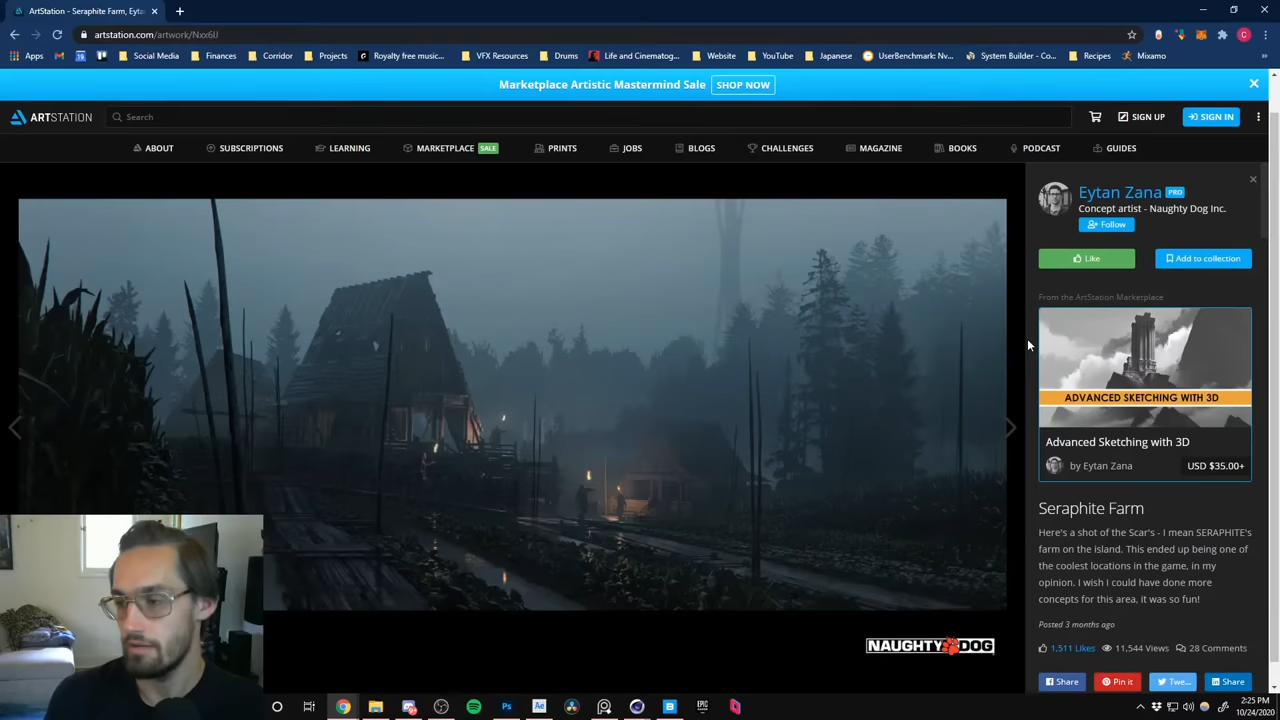 ArtStation - Seraphite Farm, Eyta
artstation.com/artwork/Nxx6lJ
Apps
Social Media
Finances
Corridor
Projects
Royalty free music...
VFX Resources
Drums
Life and Cinematog...
Website
YouTube
Japanese
UserBenchmark: Nv...
System Builder - Co...
Recipes
Mixamo
Marketplace Artistic Mastermind Sale SHOP NOW
ARTSTATION Search SIGN UP SIGN IN
ABOUT SUBSCRIPTIONS LEARNING MARKETPLACE SALE PRINTS JOBS BLOGS CHALLENGES MAGAZINE BOOKS PODCAST GUIDES
Eytan Zana PRO
Concept artist - Naughty Dog Inc.
Follow
Like Add to collection
From the ArtStation Marketplace
ADVANCED SKETCHING WITH 3D
Advanced Sketching with 3D
by Eytan Zana USD $35.00+
Seraphite Farm
Here's a shot of the Scar's - I mean SERAPHITE's
farm on the island. This ended up being one of
the coolest locations in the game, in my
opinion. I wish I could have done more
concepts for this area, it was so fun!
Posted 3 months ago
1,511 Likes 11,544 Views 28 Comments
Share Pin it Twe... Share
NAUGHTY DOG
2:25 PM
10/24/2020